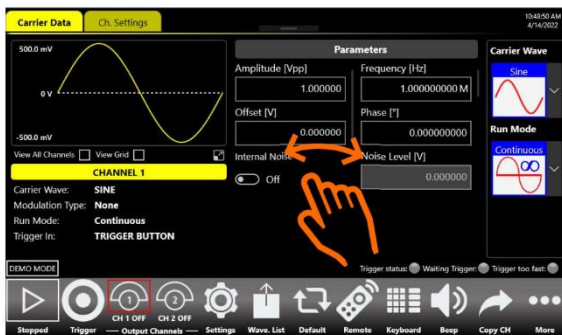 Carrier Data
Ch. Settings
10:48:50 AM
4/14/2022
500.0 mV
0 V
-500.0 mV
View All Channels
View Grid
CHANNEL 1
Carrier Wave: SINE
Modulation Type: None
Run Mode: Continuous
Trigger In: TRIGGER BUTTON
Parameters
Amplitude [Vpp]
1.000000
Frequency [Hz]
1.000000000 M
Offset [V]
0.000000
Phase [°]
0.00000000
Internal Noise
Off
Noise Level [V]
0.000000
Carrier Wave
Sine
Run Mode
Continuous
∞
DEMO MODE
Trigger status: Waiting Trigger: Trigger too fast:
1
2
CH 1 OFF
CH 2 OFF
Stopped
Trigger
Output Channels
Settings
Wave. List
Default
Remote
Keyboard
Beep
Copy CH
More